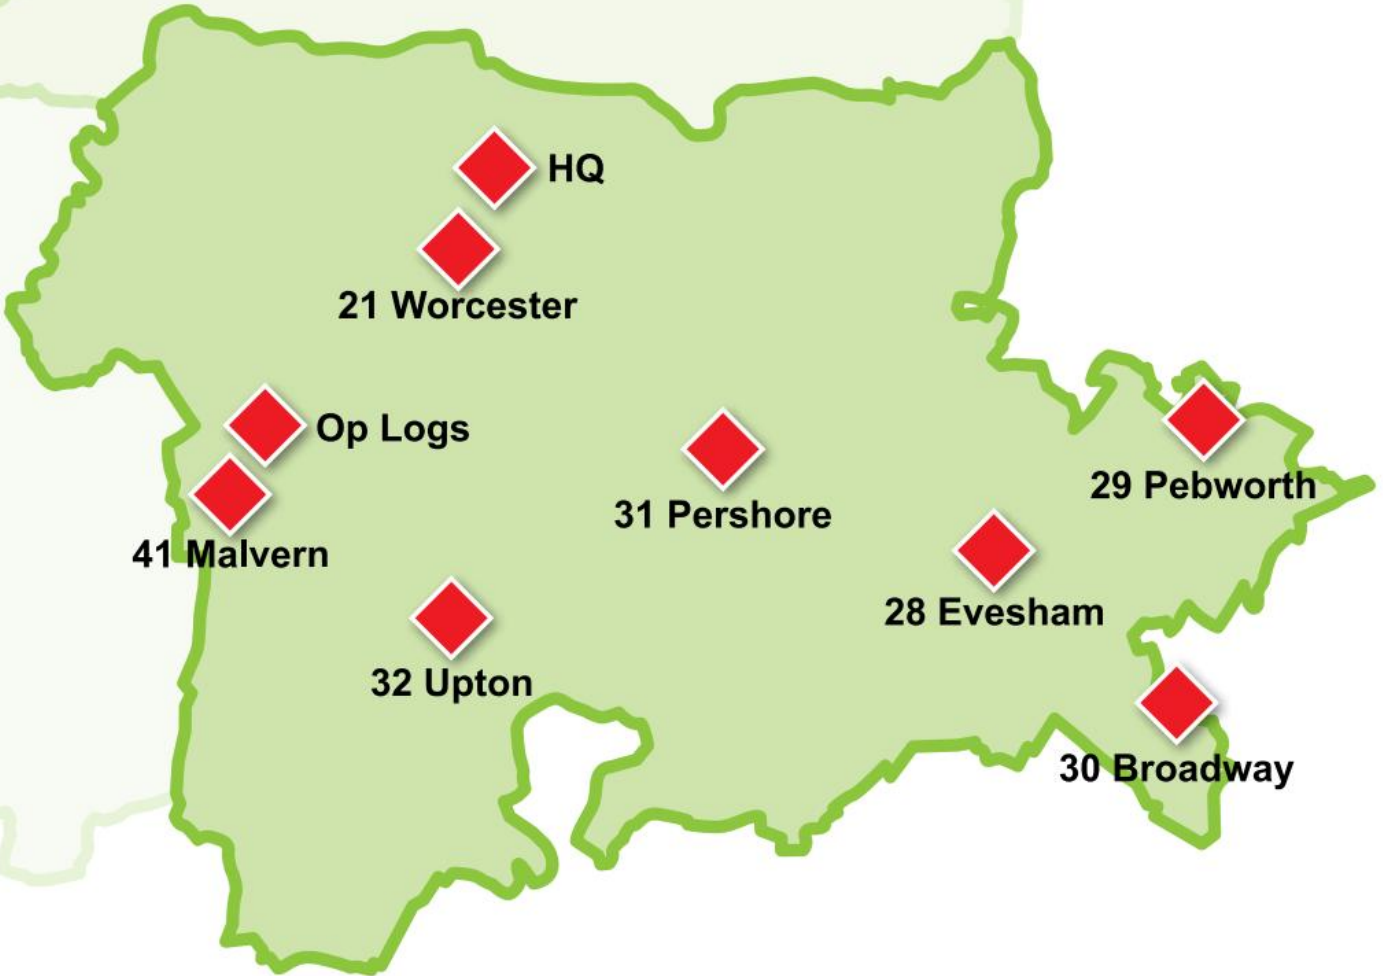 HQ
21 Worcester
Op Logs
29 Pebworth
31 Pershore
41 Malvern
28 Evesham
32 Upton
30 Broadway